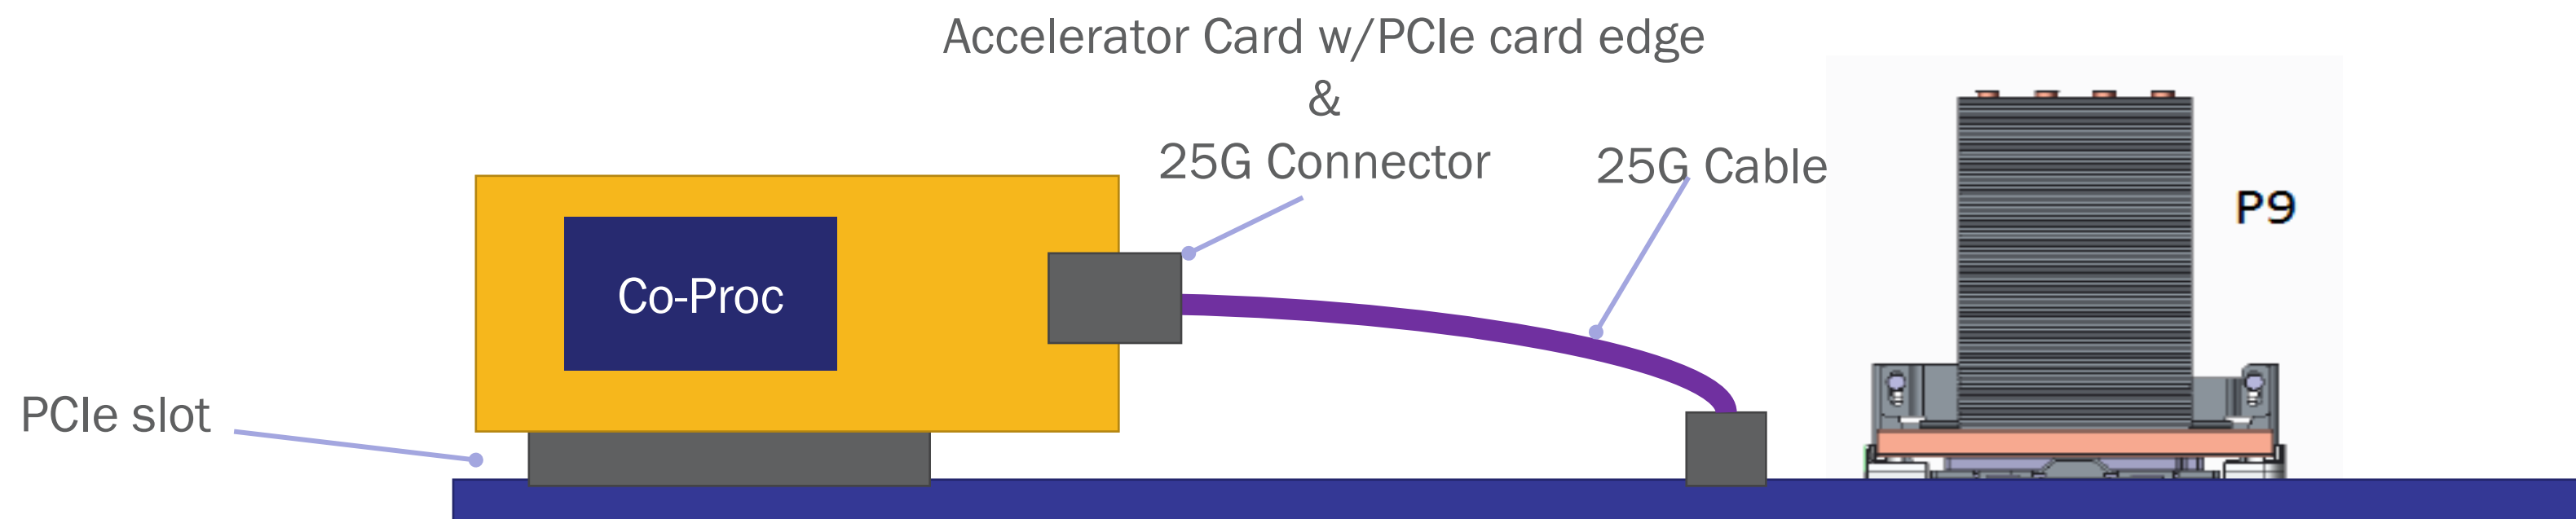 Accelerator Card w/PCIe card edge
&
25G Connector
25G Cable
P9
Co-Proc
PCIe slot